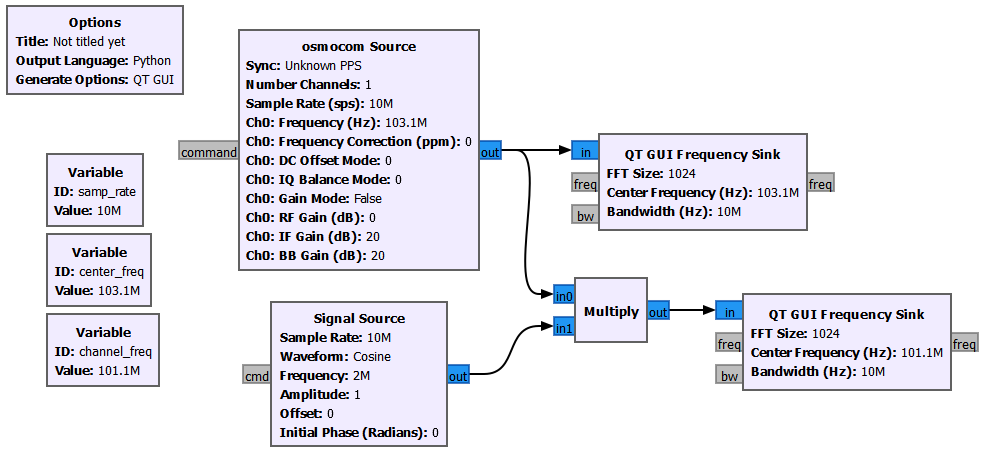 Options
Title: Not titled yet
Output Language: Python
Generate Options: QT GUI
osmocom Source
Sync: Unknown PPS
Number Channels: 1
Sample Rate (sps): 10M
Ch0: Frequency (Hz): 103.1M
Ch0: Frequency Correction (ppm): 0
Ch0: DC Offset Mode: 0
Ch0: IQ Balance Mode: 0
Ch0: Gain Mode: False
Ch0: RF Gain (dB): 0
Ch0: IF Gain (dB): 20
Ch0: BB Gain (dB): 20
command
out
in
freq
bw
QT GUI Frequency Sink
FFT Size: 1024
Center Frequency (Hz): 103.1M
Bandwidth (Hz): 10M
freq
Variable
ID: samp_rate
Value: 10M
Variable
ID: center_freq
Value: 103.1M
Variable
ID: channel_freq
Value: 101.1M
Signal Source
Sample Rate: 10M
Waveform: Cosine
Frequency: 2M
Amplitude: 1
Offset: 0
Initial Phase (Radians): 0
cmd
out
in0
in1
Multiply
out
in
freq
bw
QT GUI Frequency Sink
FFT Size: 1024
Center Frequency (Hz): 101.1M
Bandwidth (Hz): 10M
freq